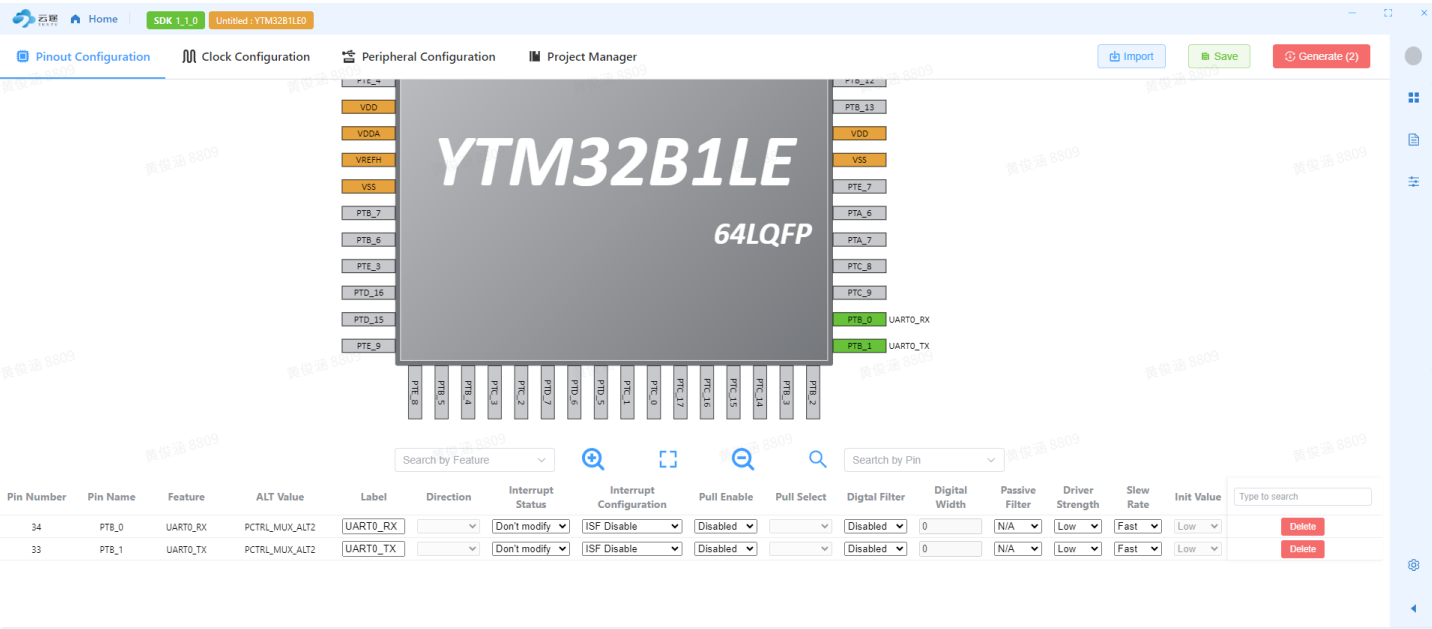 云途 Home SDK 1_1_0 Untitled : YTM32B1LE0
YTXTU
Pinout Configuration Clock Configuration Peripheral Configuration Project Manager Import Save Generate (2)
PTE_4 PTB_12
VDD PTB_13
VDDA VDD
VREFH VSS
VSS PTE_7
PTB_7 PTA_6
PTB_6 PTA_7
PTE_3 PTC_8
PTD_16 PTC_9
PTD_15 PTB_0 UART0_RX
PTE_9 PTB_1 UART0_TX
YTM32B1LE
64LQFP
PTE_8 PTB_5 PTB_4 PTC_3 PTC_2 PTD_7 PTD_6 PTD_5 PTC_1 PTC_0 PTC_17 PTC_16 PTC_15 PTC_14 PTB_3 PTB_2
Search by Feature Seartch by Pin
Pin Number Pin Name Feature ALT Value Label Direction Interrupt Status Interrupt Configuration Pull Enable Pull Select Digtal Filter Digital Width Passive Filter Driver Strength Slew Rate Init Value Type to search
34 PTB_0 UART0_RX PCTRL_MUX_ALT2 UART0_RX Don't modify ISF Disable Disabled Disabled 0 N/A Low Fast Low Delete
33 PTB_1 UART0_TX PCTRL_MUX_ALT2 UART0_TX Don't modify ISF Disable Disabled Disabled 0 N/A Low Fast Low Delete
黄俊涵 8809